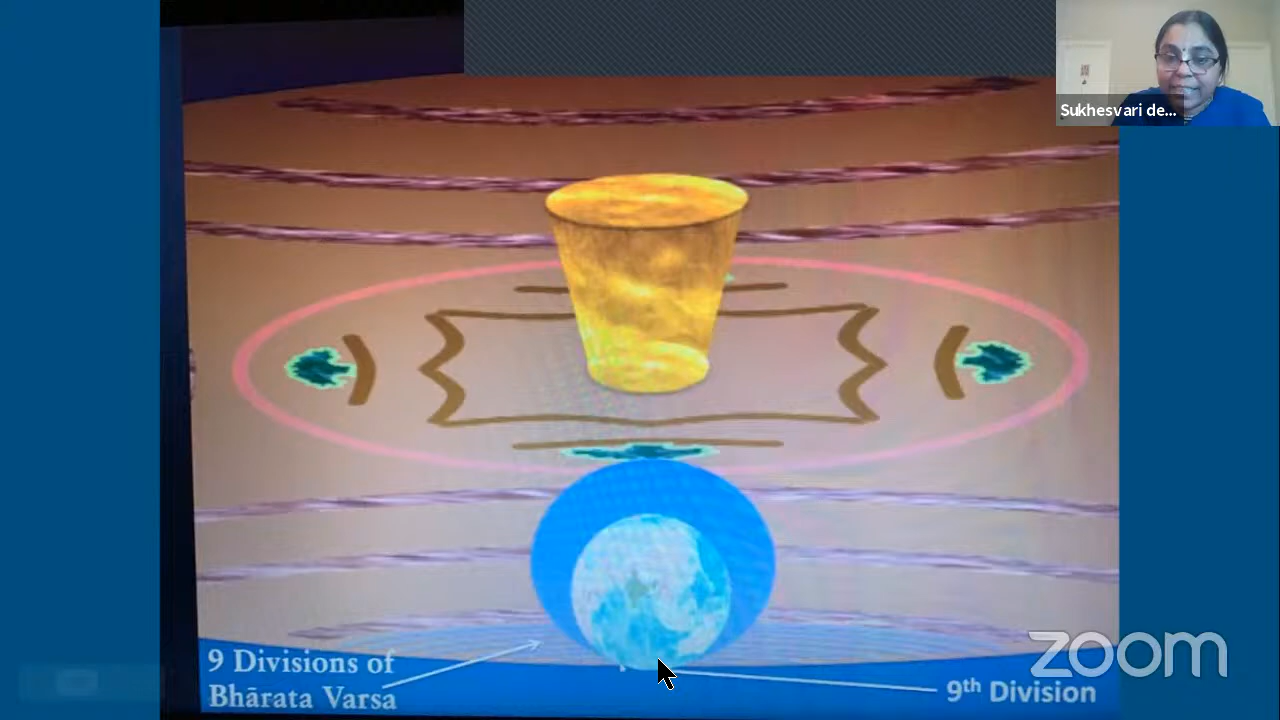 Sukhesvari de...
9 Divisions of
Bhārata Varsa
9th Division
zoom